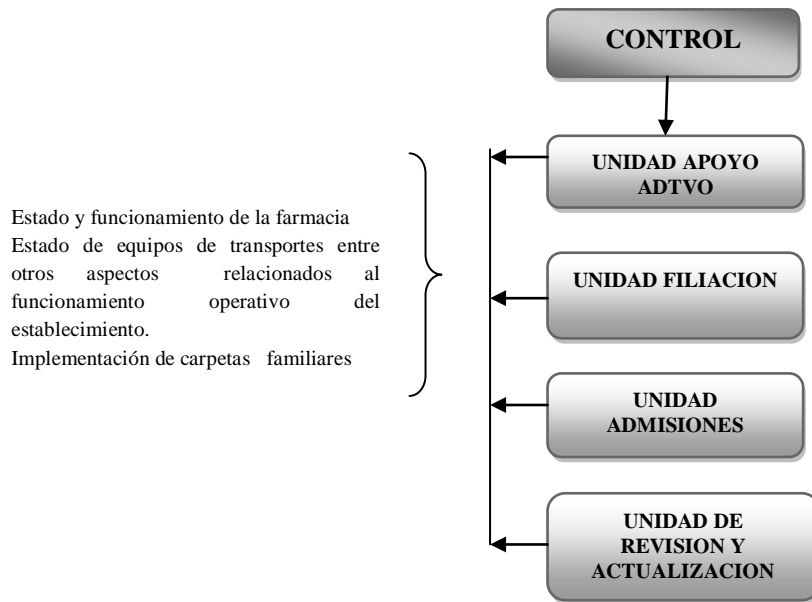 CONTROL
UNIDAD APOYO
ADTVO
Estado y funcionamiento de la farmacia
Estado de equipos de transportes entre
otros aspectos relacionados al
funcionamiento operativo del
establecimiento.
Implementación de carpetas familiares
UNIDAD FILIACION
UNIDAD
ADMISIONES
UNIDAD DE
REVISION Y
ACTUALIZACION